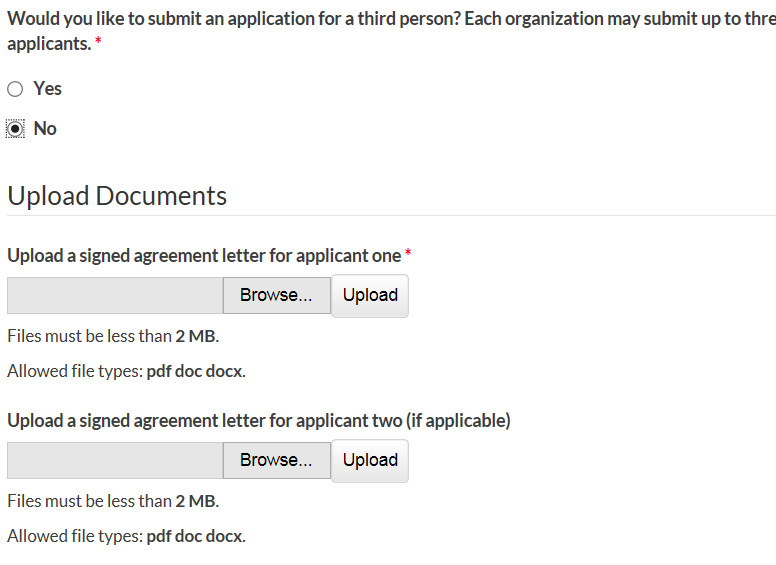 Would you like to submit an application for a third person? Each organization may submit up to
applicants. *
Yes
No
Upload Documents
Upload a signed agreement letter for applicant one *
Browse... Upload
Files must be less than 2 MB.
Allowed file types: pdf doc docx.
Upload a signed agreement letter for applicant two (if applicable)
Browse... Upload
Files must be less than 2 MB.
Allowed file types: pdf doc docx.